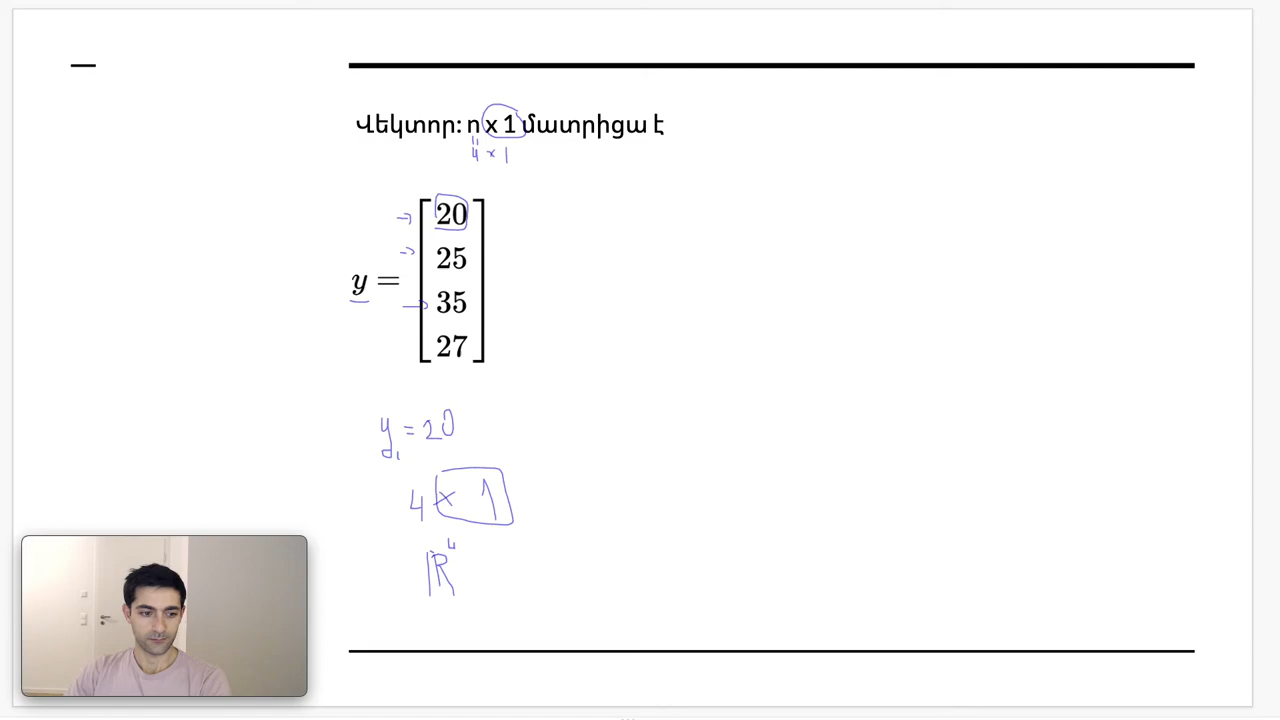 Վեկտոր: n x 1 մատրիցա է
4 x 1
y = [20
25
35
27]
y₁ = 20
4 x 1
ℝ⁴